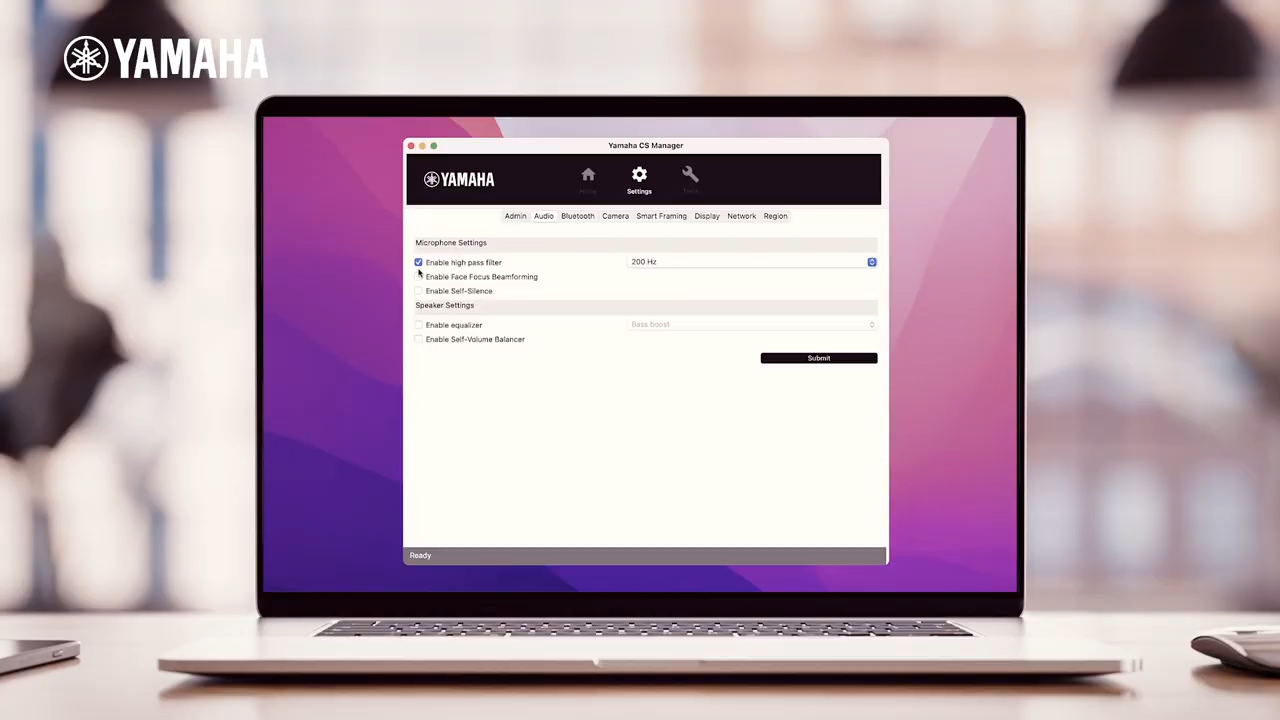 YAMAHA
Yamaha CS Manager
YAMAHA
Home Settings Tools
Admin Audio Bluetooth Camera Smart Framing Display Network Region
Microphone Settings
Enable high pass filter 200 Hz
Enable Face Focus Beamforming
Enable Self-Silence
Speaker Settings
Enable equalizer Bass boost
Enable Self-Volume Balancer
Submit
Ready